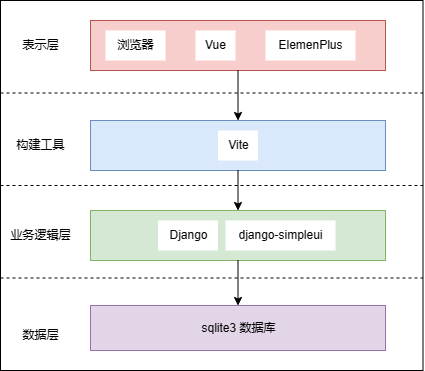 表示层
浏览器
Vue
ElemenPlus
构建工具
Vite
业务逻辑层
Django
django-simpleui
数据层
sqlite3 数据库